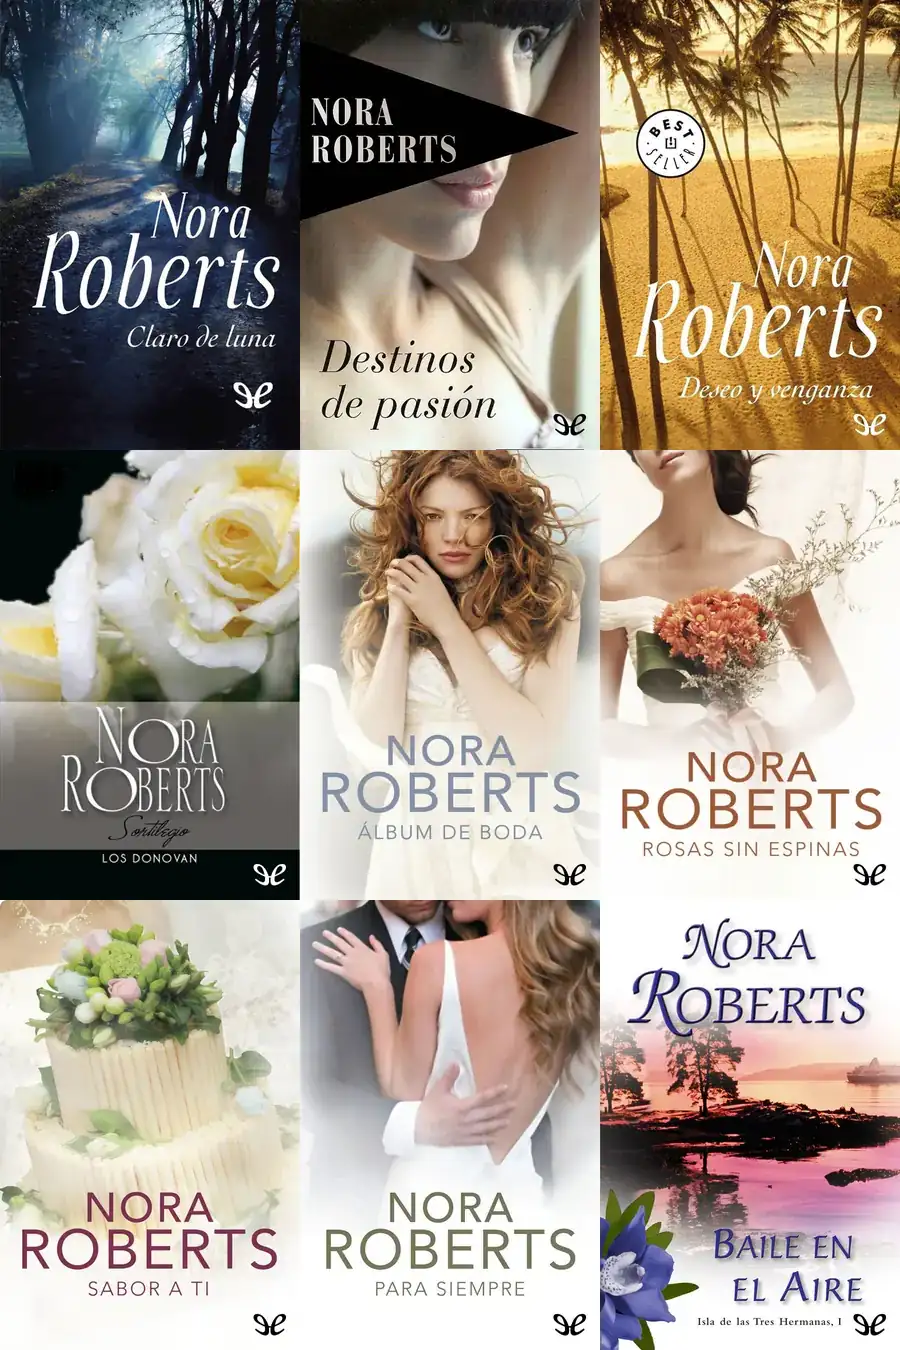 Nora
Roberts
Claro de luna
NORA
ROBERTS
Destinos
de pasión
BEST
SELLER
Nora
Roberts
Deseo y venganza
NORA
ROBERTS
Sortilegio
LOS DONOVAN
NORA
ROBERTS
ÁLBUM DE BODA
NORA
ROBERTS
ROSAS SIN ESPINAS
NORA
ROBERTS
SABOR A TI
NORA
ROBERTS
PARA SIEMPRE
NORA
ROBERTS
BAILE EN
EL AIRE
Isla de las Tres Hermanas, I